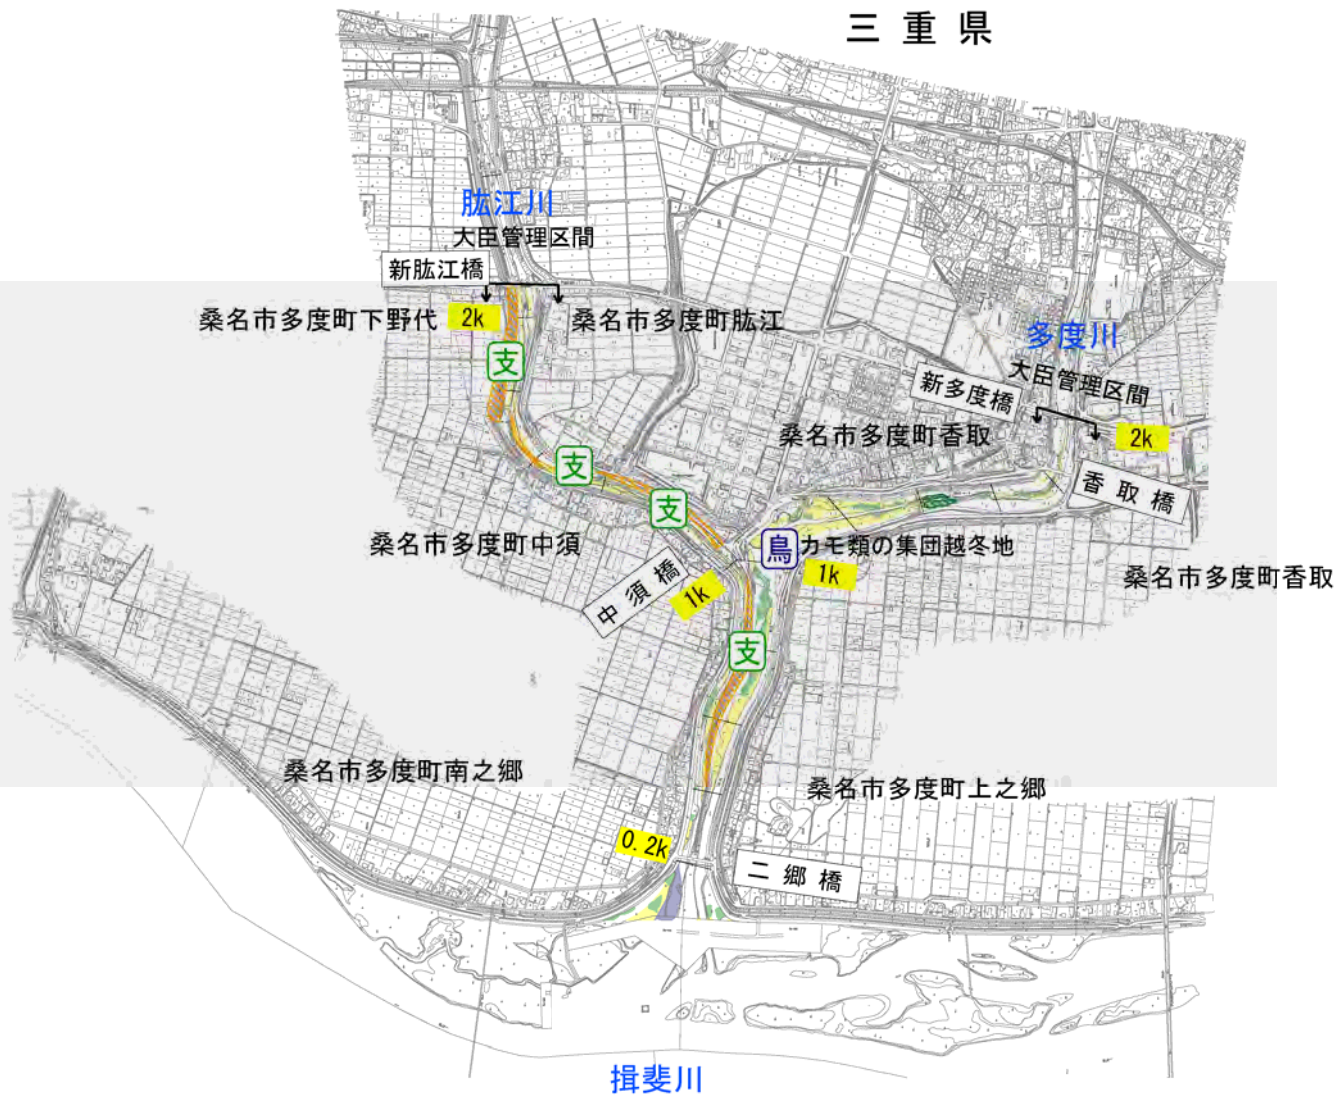 三重県
肱江川
大臣管理区間
新肱江橋
桑名市多度町下野代
2k
桑名市多度町肱江
支
多度川
大臣管理区間
新多度橋
2k
桑名市多度町香取
香取橋
支
支
桑名市多度町中須
鳥
カモ類の集団越冬地
1k
桑名市多度町香取
中須橋
1k
支
桑名市多度町南之郷
桑名市多度町上之郷
0.2k
二郷橋
揖斐川